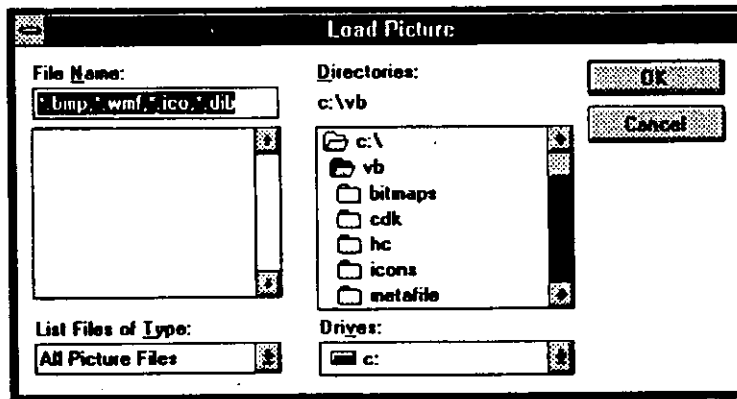 Load Picture
File Name:
*.bmp,*.wmf,*.ico,*.dib
Directories:
c:\vb
OK
Cancel
c:\
vb
bitmaps
cdk
hc
icons
metafile
List Files of Type:
All Picture Files
Drives:
c: